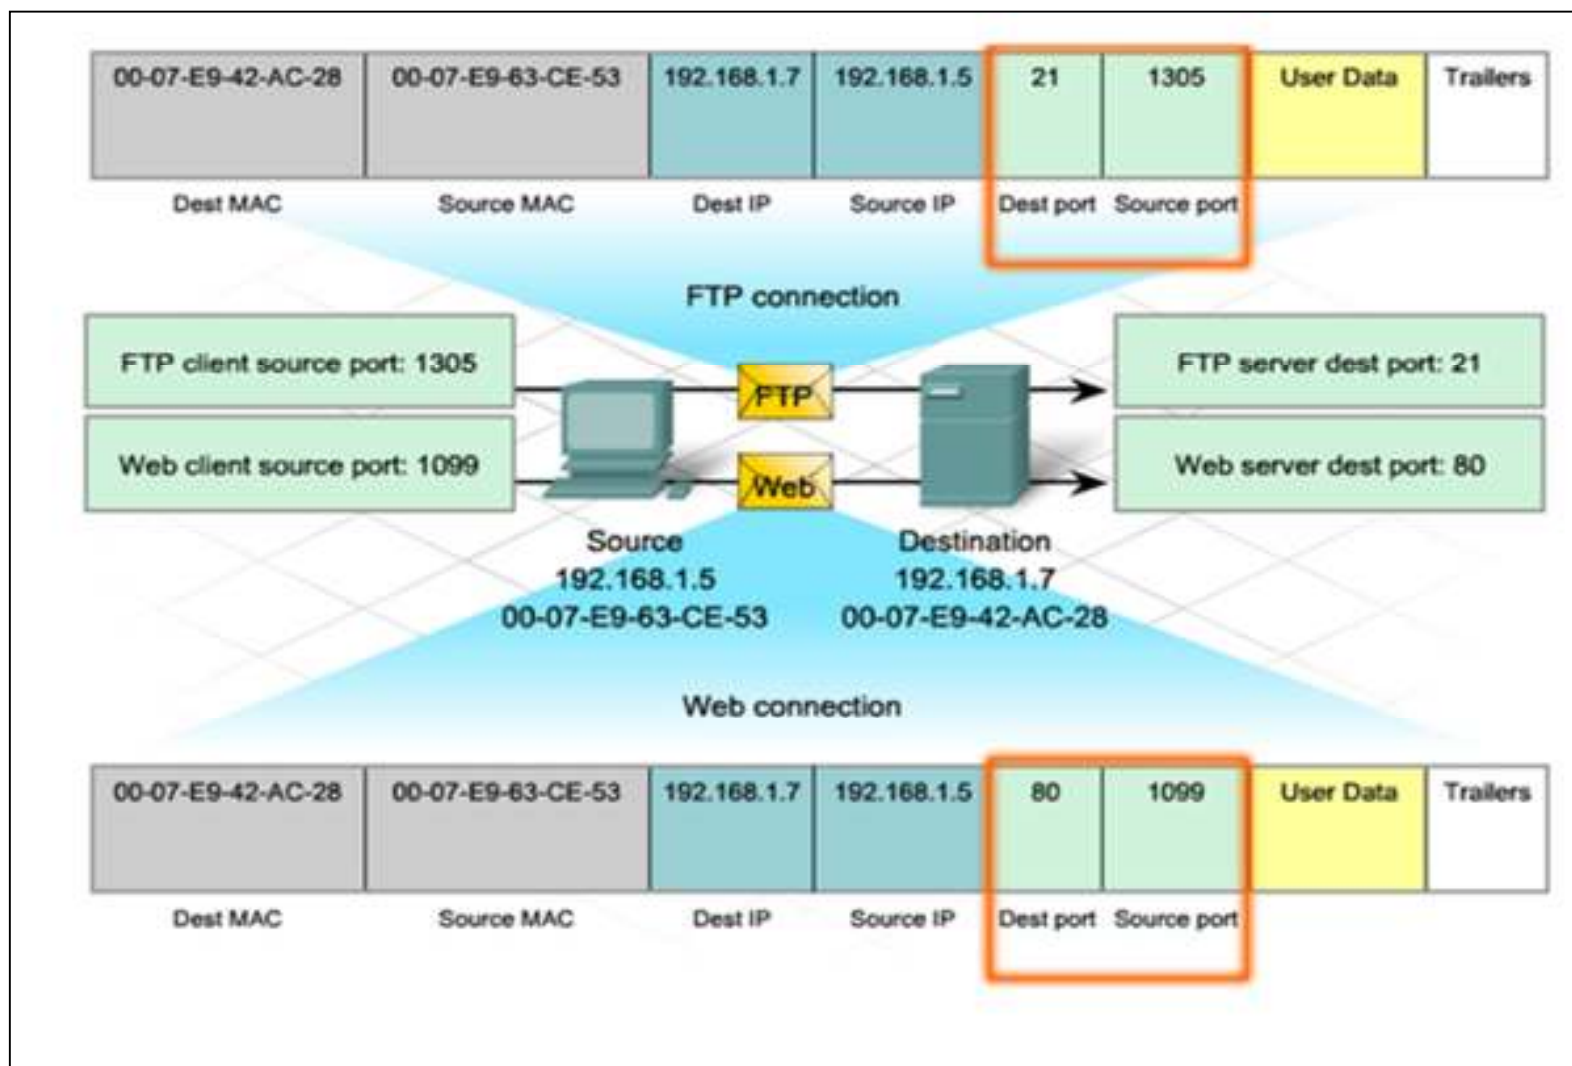 00-07-E9-42-AC-28 00-07-E9-63-CE-53 192.168.1.7 192.168.1.5 21 1305 User Data Trailers
Dest MAC Source MAC Dest IP Source IP Dest port Source port
FTP connection
FTP client source port: 1305
FTP
FTP server dest port: 21
Web client source port: 1099
Web
Web server dest port: 80
Source
192.168.1.5
00-07-E9-63-CE-53
Destination
192.168.1.7
00-07-E9-42-AC-28
Web connection
00-07-E9-42-AC-28 00-07-E9-63-CE-53 192.168.1.7 192.168.1.5 80 1099 User Data Trailers
Dest MAC Source MAC Dest IP Source IP Dest port Source port